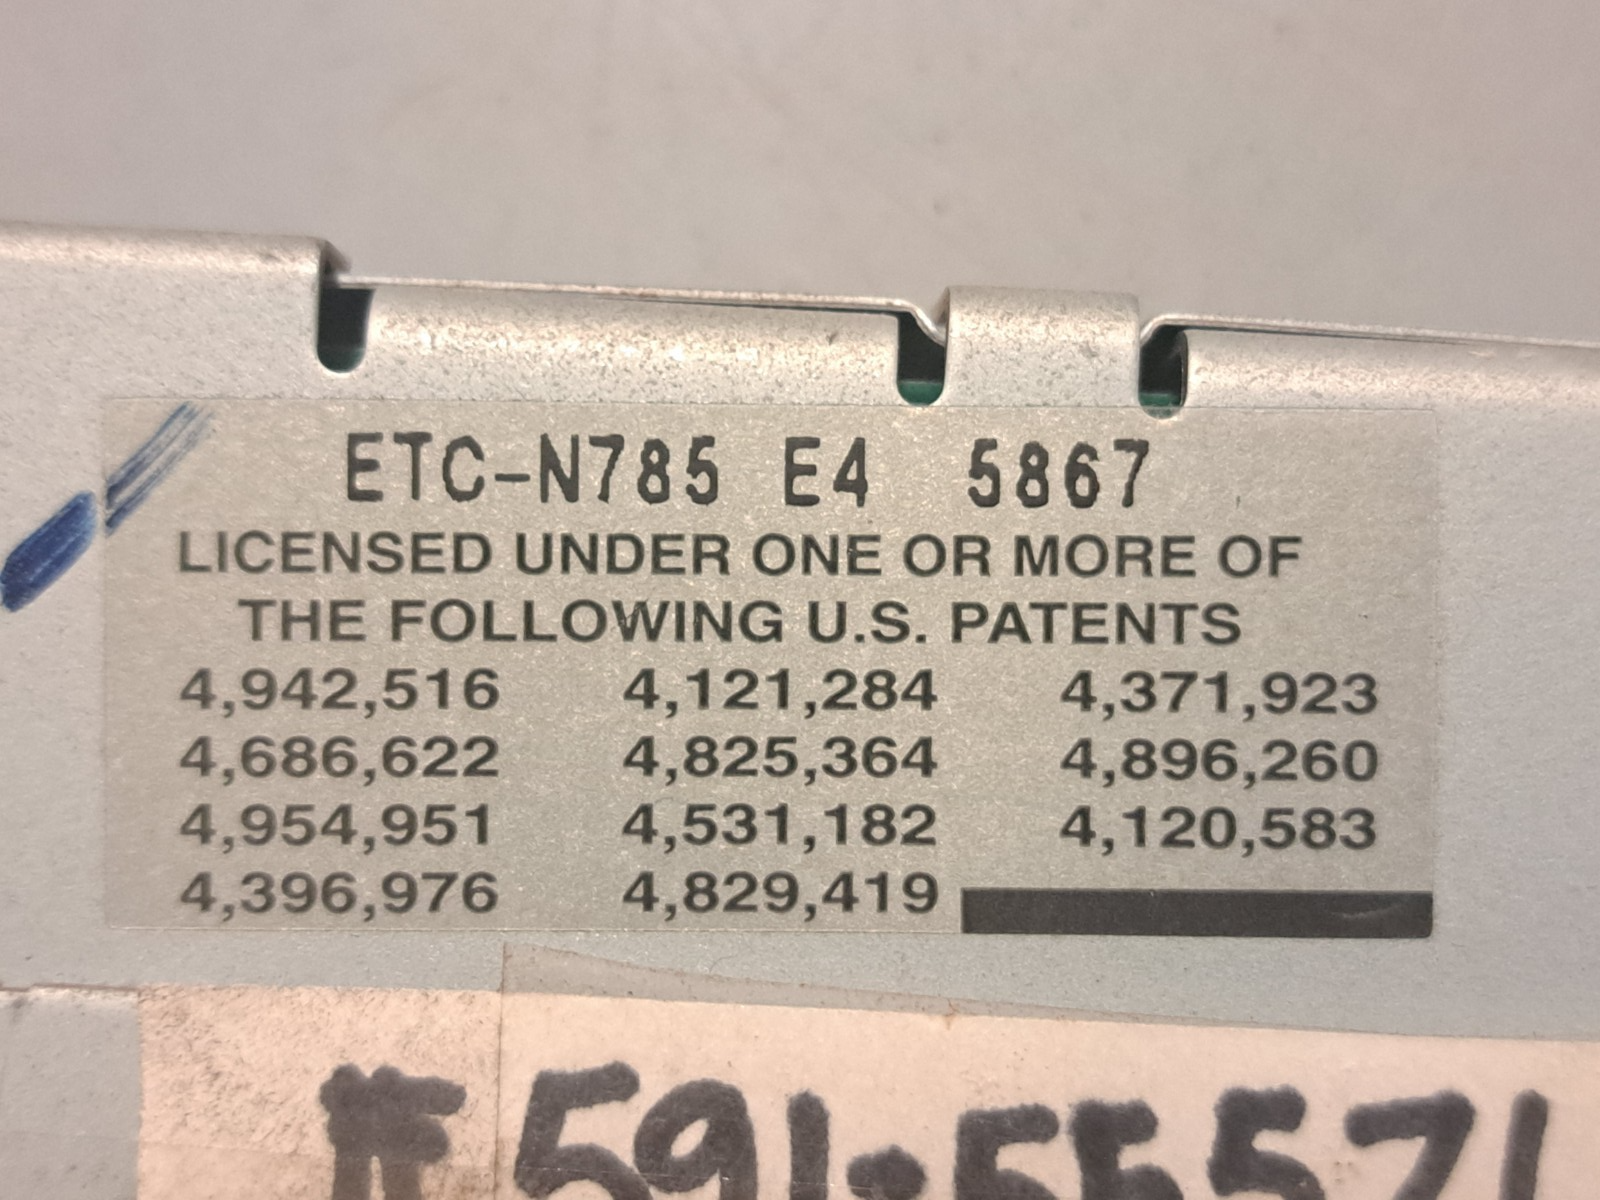 ETC-N785 E4 5867
LICENSED UNDER ONE OR MORE OF
THE FOLLOWING U.S. PATENTS
4,942,516 4,121,284 4,371,923
4,686,622 4,825,364 4,896,260
4,954,951 4,531,182 4,120,583
4,396,976 4,829,419